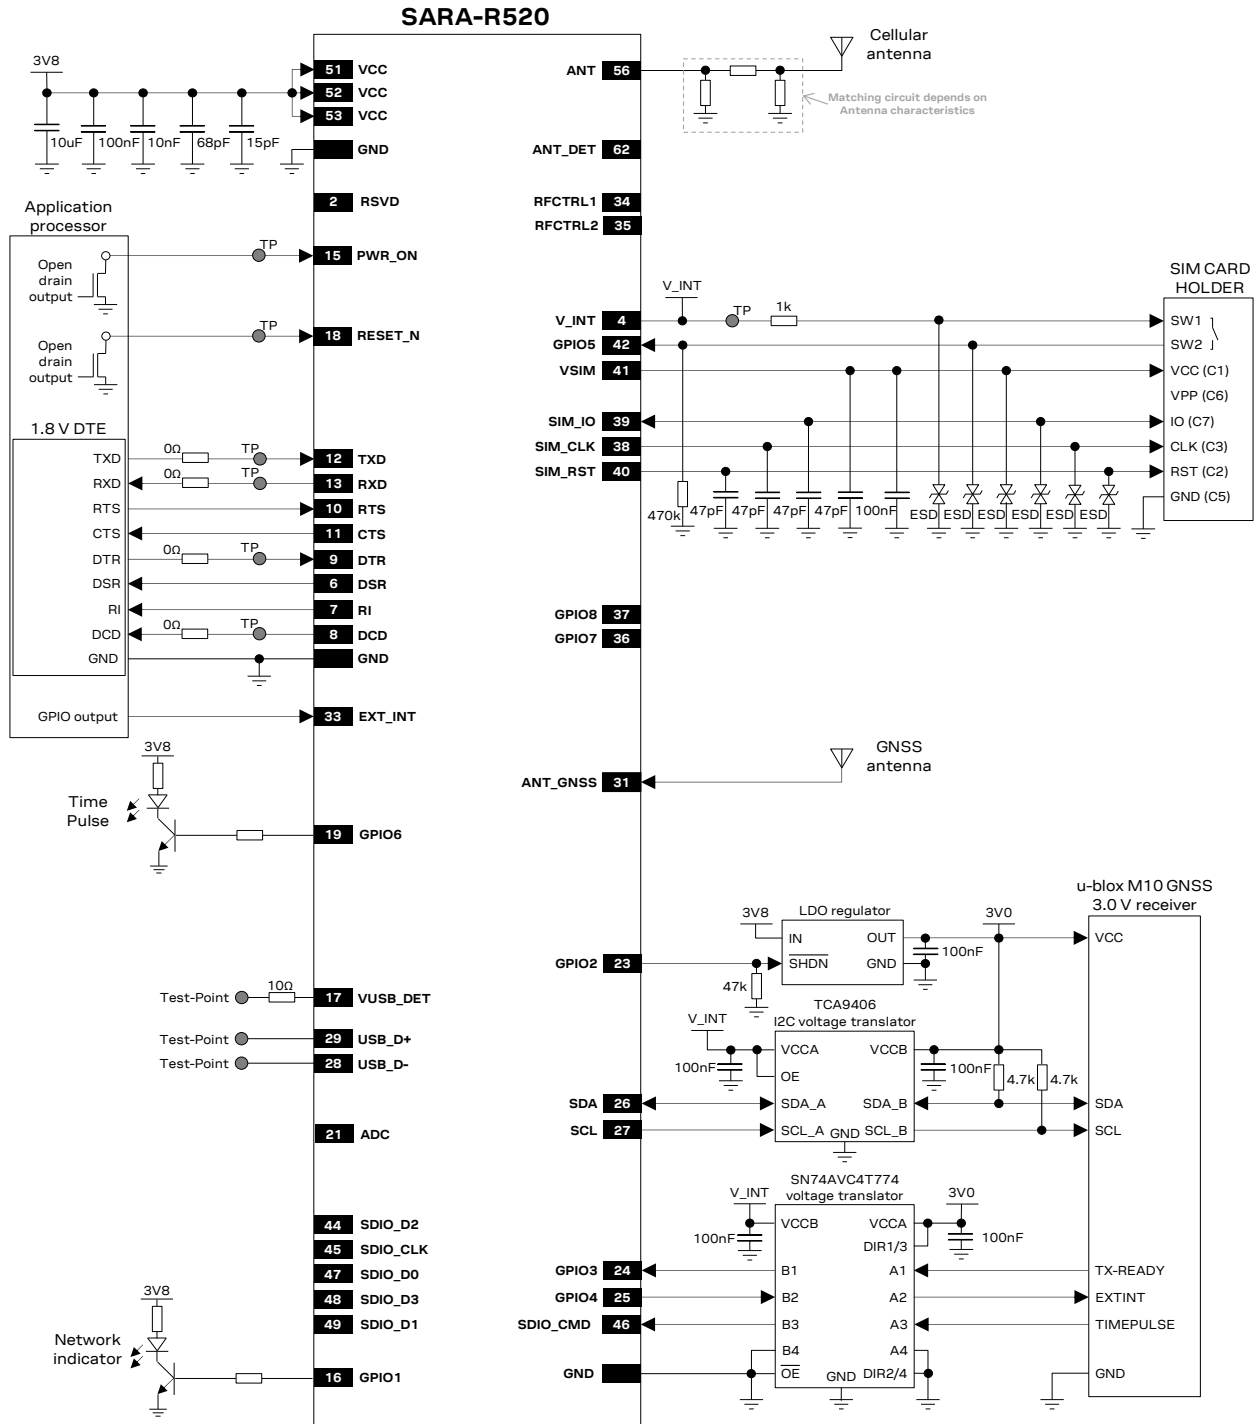 SARA-R520
3V8
10uF 100nF 10nF 68pF 15pF
51 VCC
52 VCC
53 VCC
GND
2 RSVD
Application
processor
Open
drain
output
TP
15 PWR_ON
Open
drain
output
TP
18 RESET_N
1.8 V DTE
TXD 0Ω TP 12 TXD
RXD 0Ω TP 13 RXD
RTS 10 RTS
CTS 11 CTS
DTR 0Ω TP 9 DTR
DSR 6 DSR
RI 7 RI
DCD 0Ω TP 8 DCD
GND GND
GPIO output 33 EXT_INT
3V8
Time
Pulse
19 GPIO6
Test-Point 10Ω 17 VUSB_DET
Test-Point 29 USB_D+
Test-Point 28 USB_D-
21 ADC
44 SDIO_D2
45 SDIO_CLK
47 SDIO_D0
48 SDIO_D3
49 SDIO_D1
3V8
Network
indicator
16 GPIO1
Cellular
antenna
ANT 56
Matching circuit depends on
Antenna characteristics
ANT_DET 62
RFCTRL1 34
RFCTRL2 35
SIM CARD
HOLDER
V_INT
V_INT 4 TP 1k SW1
GPIO5 42 SW2
VSIM 41 VCC (C1)
VPP (C6)
SIM_IO 39 IO (C7)
SIM_CLK 38 CLK (C3)
SIM_RST 40 RST (C2)
GND (C5)
470k 47pF 47pF 47pF 100nF ESD ESD ESD ESD ESD ESD
GPIO8 37
GPIO7 36
GNSS
antenna
ANT_GNSS 31
u-blox M10 GNSS
3.0 V receiver
3V8 LDO regulator 3V0
IN OUT VCC
100nF
GPIO2 23 SHDN GND
47k
TCA9406
I2C voltage translator
V_INT
VCCA VCCB
100nF OE 100nF 4.7k 4.7k
SDA 26 SDA_A SDA_B SDA
SCL 27 SCL_A GND SCL_B SCL
SN74AVC4T774
voltage translator
V_INT 3V0
VCCB VCCA
100nF DIR1/3 100nF
GPIO3 24 B1 A1 TX-READY
GPIO4 25 B2 A2 EXTINT
SDIO_CMD 46 B3 A3 TIMEPULSE
B4 A4
GND OE GND DIR2/4 GND